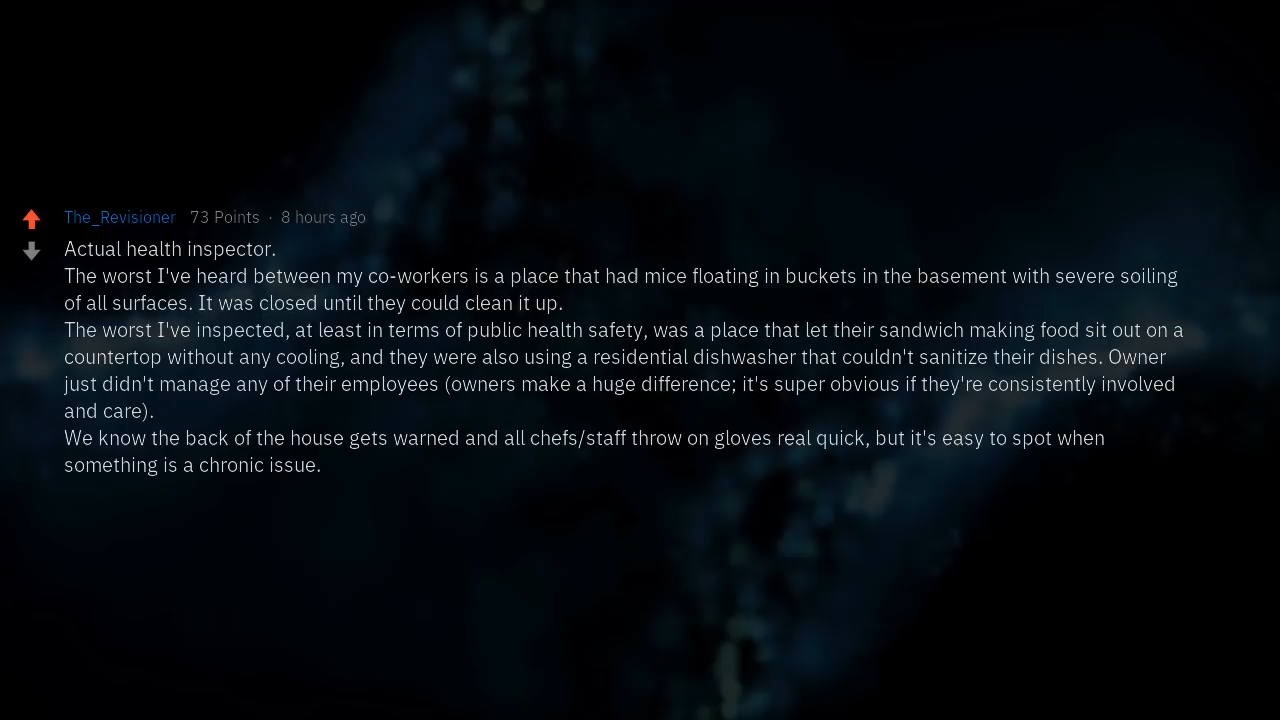 The_Revisioner 73 Points · 8 hours ago
Actual health inspector.
The worst I've heard between my co-workers is a place that had mice floating in buckets in the basement with severe soiling
of all surfaces. It was closed until they could clean it up.
The worst I've inspected, at least in terms of public health safety, was a place that let their sandwich making food sit out on a
countertop without any cooling, and they were also using a residential dishwasher that couldn't sanitize their dishes. Owner
just didn't manage any of their employees (owners make a huge difference; it's super obvious if they're consistently involved
and care).
We know the back of the house gets warned and all chefs/staff throw on gloves real quick, but it's easy to spot when
something is a chronic issue.